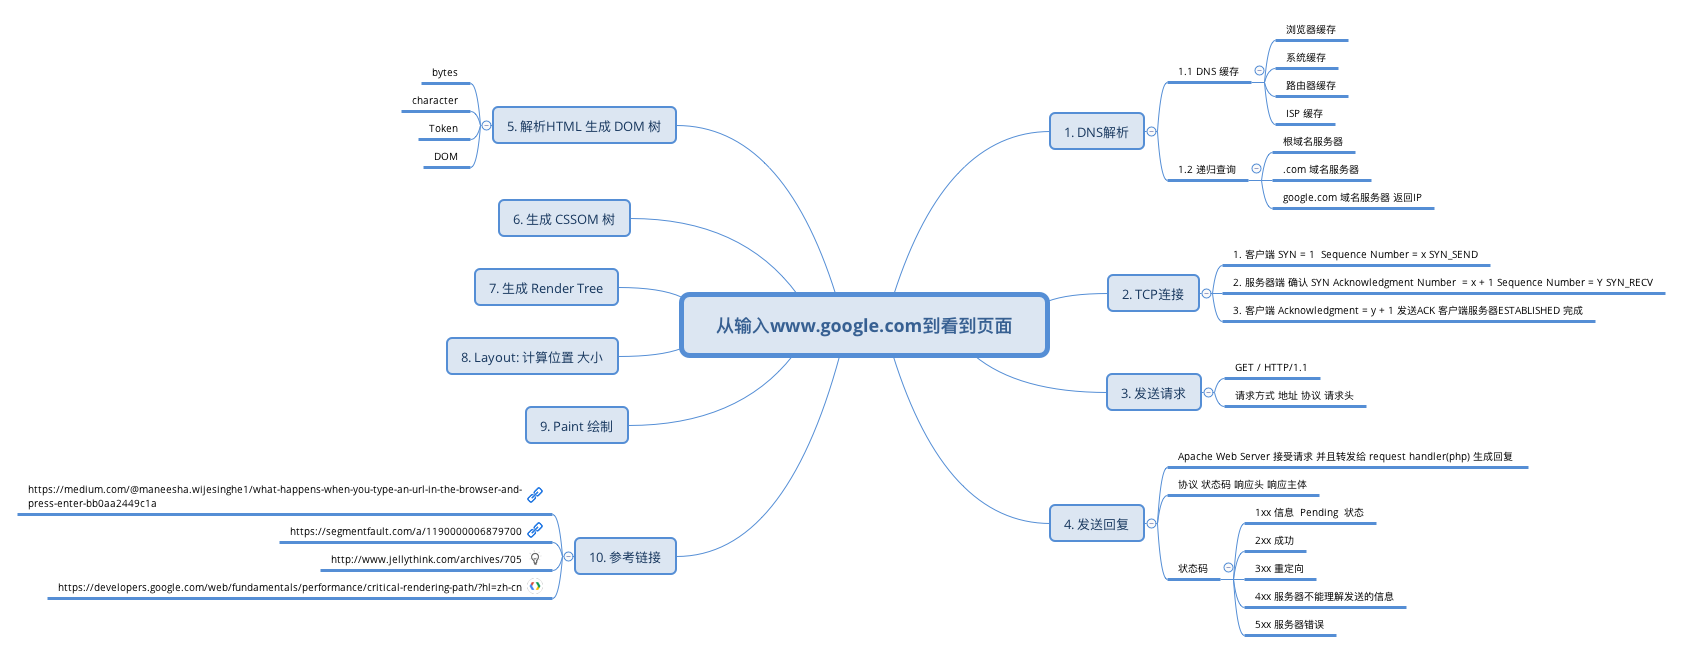 从输入www.google.com到看到页面
1. DNS解析
1.1 DNS 缓存
浏览器缓存
系统缓存
路由器缓存
ISP 缓存
1.2 递归查询
根域名服务器
.com 域名服务器
google.com 域名服务器 返回IP
2. TCP连接
1. 客户端 SYN = 1  Sequence Number = x SYN_SEND
2. 服务器端 确认 SYN Acknowledgment Number  = x + 1 Sequence Number = Y SYN_RECV
3. 客户端 Acknowledgment = y + 1 发送ACK 客户端服务器ESTABLISHED 完成
3. 发送请求
GET / HTTP/1.1
请求方式 地址 协议 请求头
4. 发送回复
Apache Web Server 接受请求 并且转发给 request handler(php) 生成回复
协议 状态码 响应头 响应主体
状态码
1xx 信息  Pending  状态
2xx 成功
3xx 重定向
4xx 服务器不能理解发送的信息
5xx 服务器错误
5. 解析HTML 生成 DOM 树
bytes
character
Token
DOM
6. 生成 CSSOM 树
7. 生成 Render Tree
8. Layout: 计算位置 大小
9. Paint 绘制
10. 参考链接
https://medium.com/@maneesha.wijesinghe1/what-happens-when-you-type-an-url-in-the-browser-and-
press-enter-bb0aa2449c1a
https://segmentfault.com/a/1190000006879700
http://www.jellythink.com/archives/705
https://developers.google.com/web/fundamentals/performance/critical-rendering-path/?hl=zh-cn